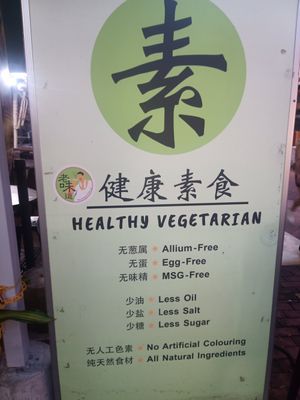 素
健康素食
HEALTHY VEGETARIAN
无葱属 Allium-Free
无蛋 Egg-Free
无味精 MSG-Free
少油 Less Oil
少盐 Less Salt
少糖 Less Sugar
无人工色素 No Artificial Colouring
纯天然食材 All Natural Ingredients